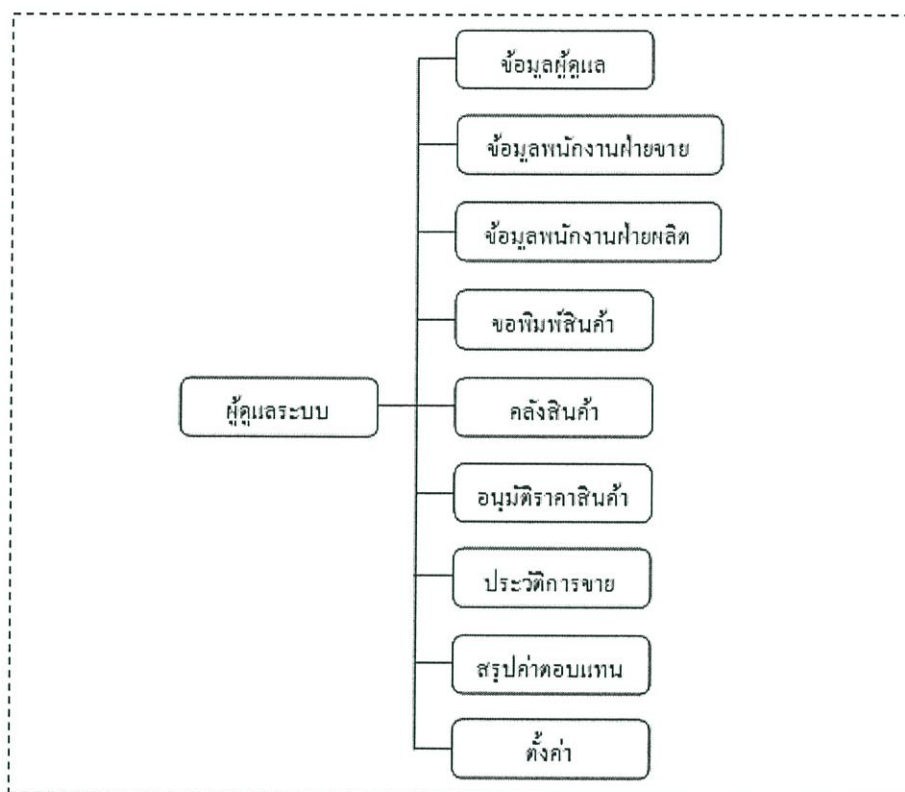 ข้อมูลผู้ดูแล
ข้อมูลพนักงานฝ่ายขาย
ข้อมูลพนักงานฝ่ายผลิต
ขอพิมพ์สินค้า
ผู้ดูแลระบบ
คลังสินค้า
อนุมัติราคาสินค้า
ประวัติการขาย
สรุปค่าตอบแทน
ตั้งค่า